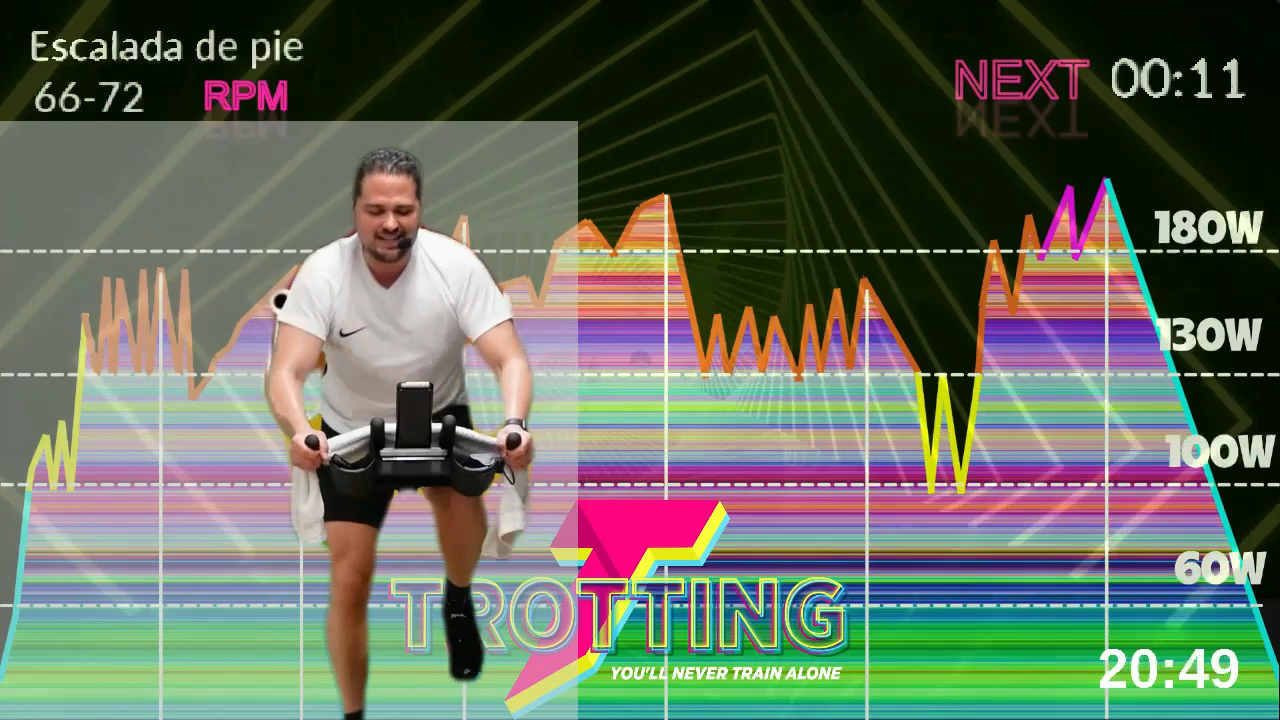 Escalada de pie
66-72 RPM
NEXT 00:11
180W
130W
100W
60W
TROTTING
YOU'LL NEVER TRAIN ALONE
20:49